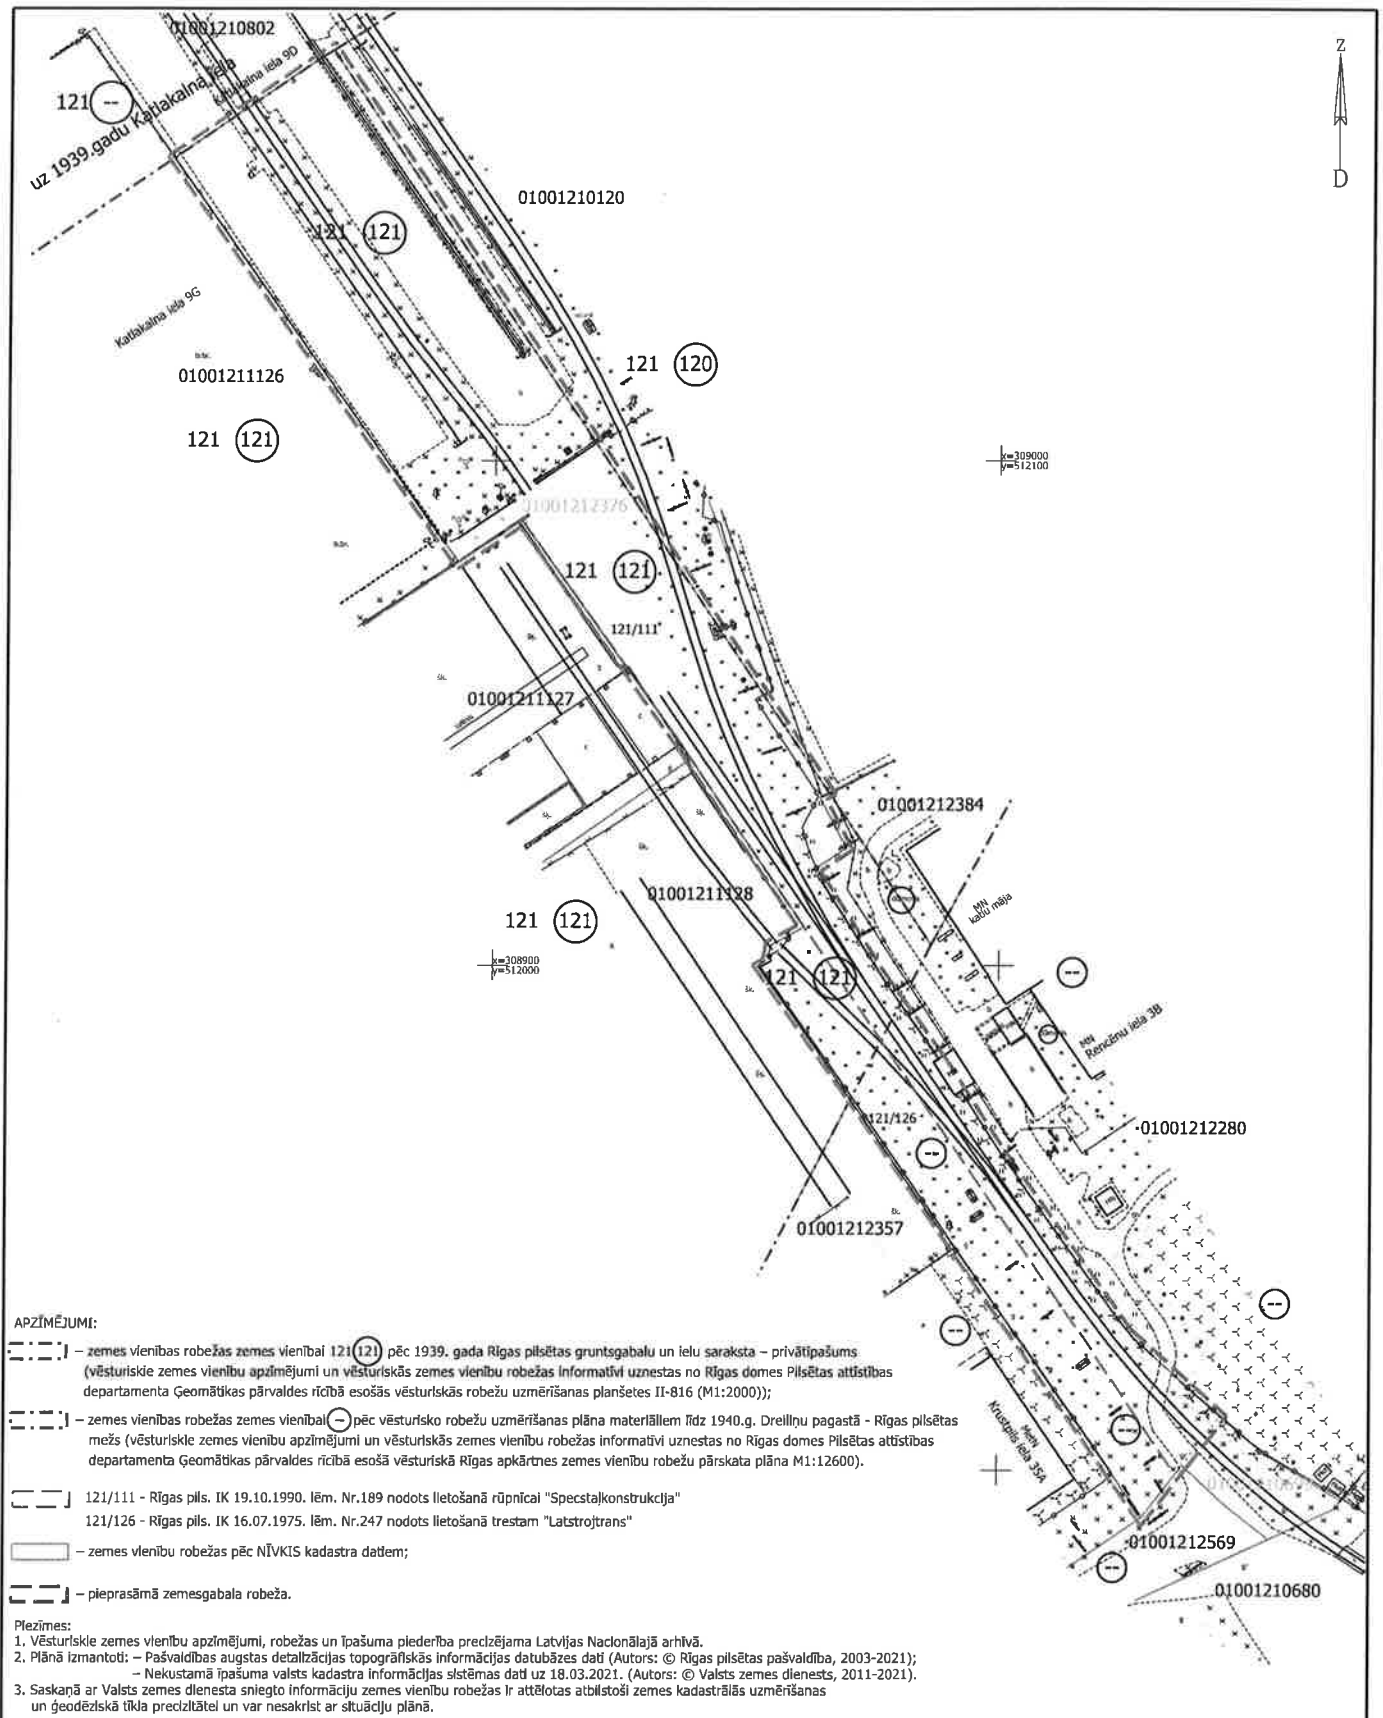 01001210802
Katlakalna iela 9D
Z
121 --
uz 1939.gadu Katlakalna iela
D
01001210120
121 121
Katlakalna iela 9G
121 120
01001211126
121 121
x=309000
y=512100
01001212376
121 121
121/111
01001211127
01001212384
01001211128
MN
kabū māja
121 121
x=308900
y=512000
121 121
--
MN
Rencēnu iela 3B
121/126
01001212280
--
01001212357
--
--
APZĪMĒJUMI:
– zemes vienības robežas zemes vienībai 121 121 pēc 1939. gada Rīgas pilsētas gruntsgabalu un ielu saraksta – privātīpašums
(vēsturiskie zemes vienību apzīmējumi un vēsturiskās zemes vienību robežas informatīvi uznestas no Rīgas domes Pilsētas attīstības
departamenta Ģeomātikas pārvaldes rīcībā esošās vēsturiskās robežu uzmērīšanas planšetes II-816 (M1:2000));
– zemes vienības robežas zemes vienībai -- pēc vēsturisko robežu uzmērīšanas plāna materiāliem līdz 1940.g. Dreiliņu pagastā - Rīgas pilsētas
mežs (vēsturiskie zemes vienību apzīmējumi un vēsturiskās zemes vienību robežas informatīvi uznestas no Rīgas domes Pilsētas attīstības
departamenta Ģeomātikas pārvaldes rīcībā esošā vēsturiskā Rīgas apkārtnes zemes vienību robežu pārskata plāna M1:12600).
MkN
Krustpils iela 35A
--
121/111 - Rīgas pils. IK 19.10.1990. lēm. Nr.189 nodots lietošanā rūpnīcai "Specstaļkonstrukcija"
121/126 - Rīgas pils. IK 16.07.1975. lēm. Nr.247 nodots lietošanā trestam "Latstrojtrans"
01001212569
– zemes vienību robežas pēc NĪVKIS kadastra datiem;
--
01001210680
– pieprasāmā zemesgabala robeža.
Piezīmes:
1. Vēsturiskie zemes vienību apzīmējumi, robežas un īpašuma piederība precizējama Latvijas Nacionālajā arhīvā.
2. Plānā izmantoti: – Pašvaldības augstas detalizācijas topogrāfiskās informācijas datubāzes dati (Autors: © Rīgas pilsētas pašvaldība, 2003-2021);
– Nekustamā īpašuma valsts kadastra informācijas sistēmas dati uz 18.03.2021. (Autors: © Valsts zemes dienests, 2011-2021).
3. Saskaņā ar Valsts zemes dienesta sniegto informāciju zemes vienību robežas ir attēlotas atbilstoši zemes kadastrālās uzmērīšanas
un ģeodēziskā tīkla precizitātei un var nesakrist ar situāciju plānā.